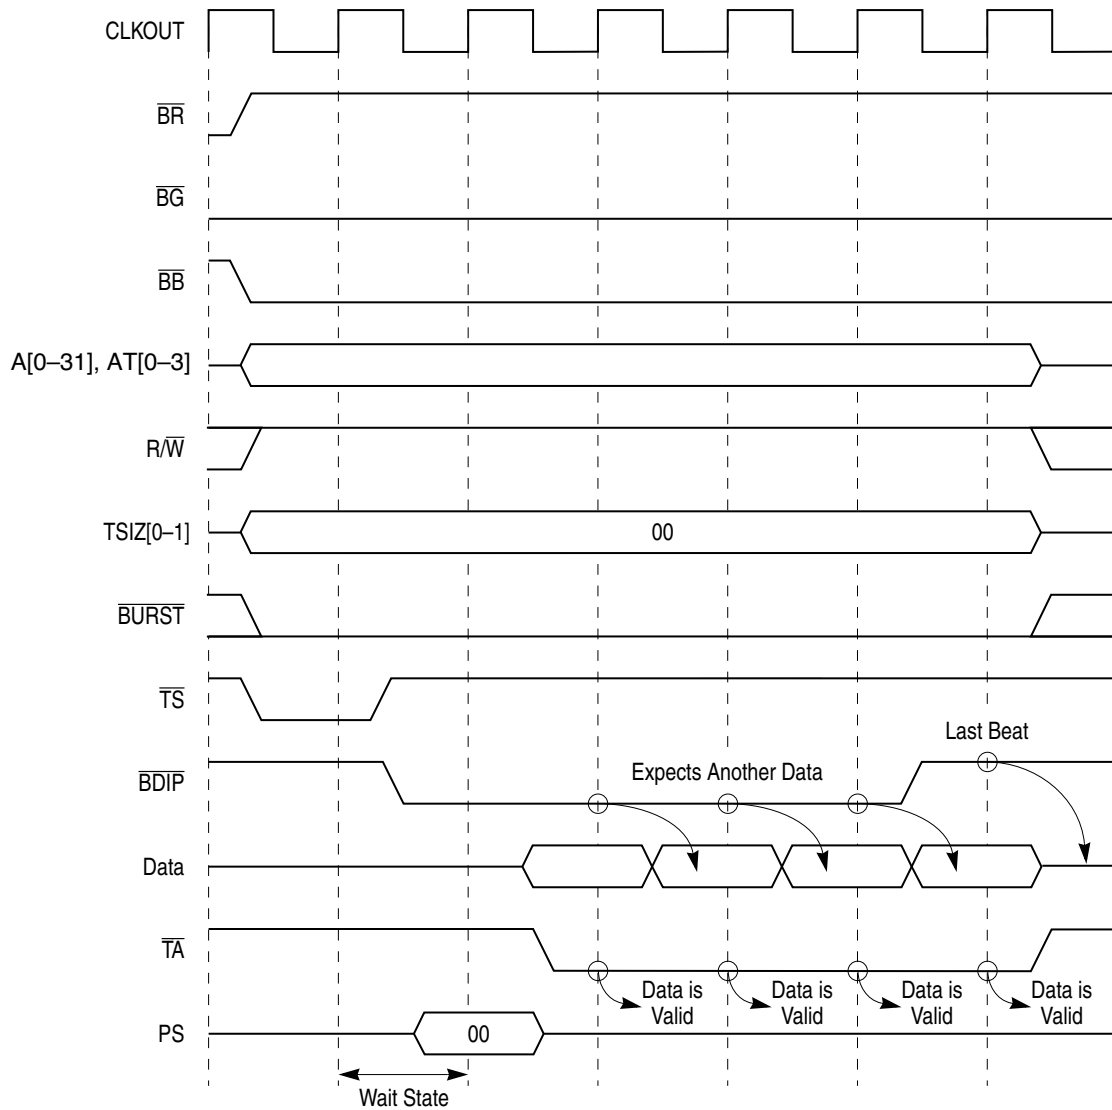 CLKOUT
BR
BG
BB
A[0–31], AT[0–3]
R/W
TSIZ[0–1]
00
BURST
TS
Last Beat
BDIP
Expects Another Data
Data
TA
Data is
Valid
Data is
Valid
Data is
Valid
Data is
Valid
PS
00
Wait State